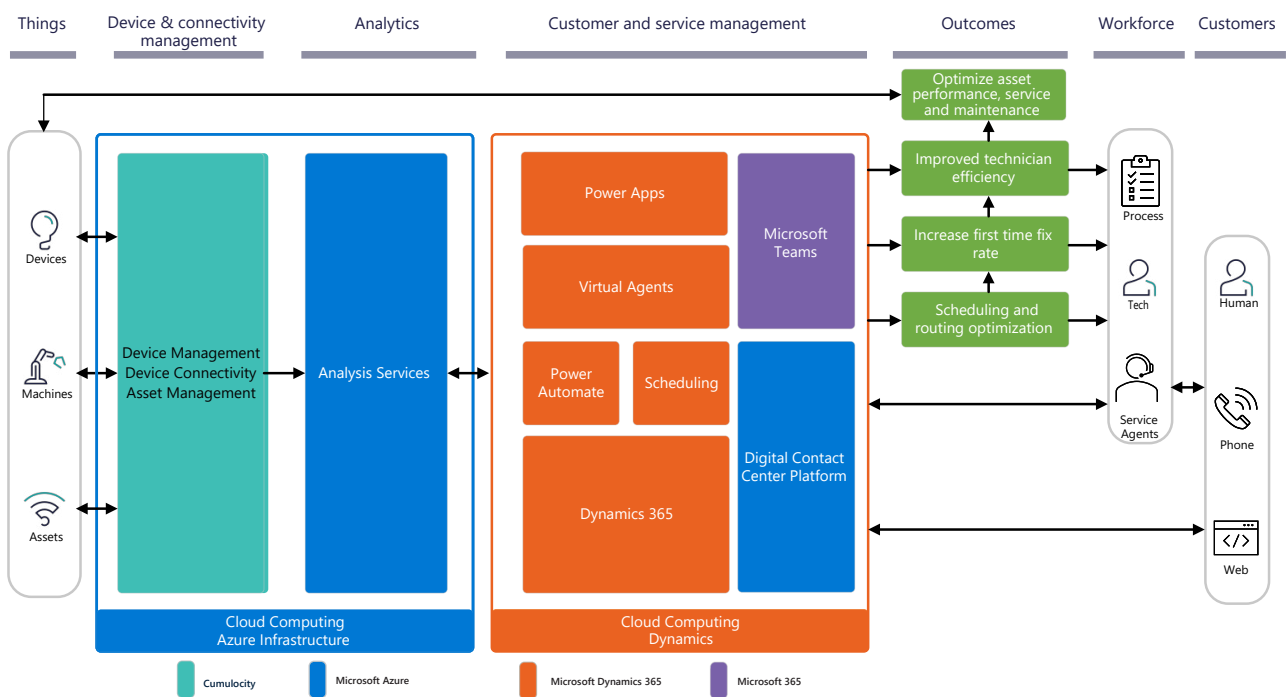 Things
Device & connectivity
management
Analytics
Customer and service management
Outcomes
Workforce
Customers
Optimize asset
performance, service
and maintenance
Improved technician
efficiency
Increase first time fix
rate
Scheduling and
routing optimization
Devices
Machines
Assets
Device Management
Device Connectivity
Asset Management
Analysis Services
Cloud Computing
Azure Infrastructure
Power Apps
Virtual Agents
Power
Automate
Scheduling
Dynamics 365
Microsoft
Teams
Digital Contact
Center Platform
Cloud Computing
Dynamics
Process
Tech
Service
Agents
Human
Phone
Web
Cumulocity
Microsoft Azure
Microsoft Dynamics 365
Microsoft 365